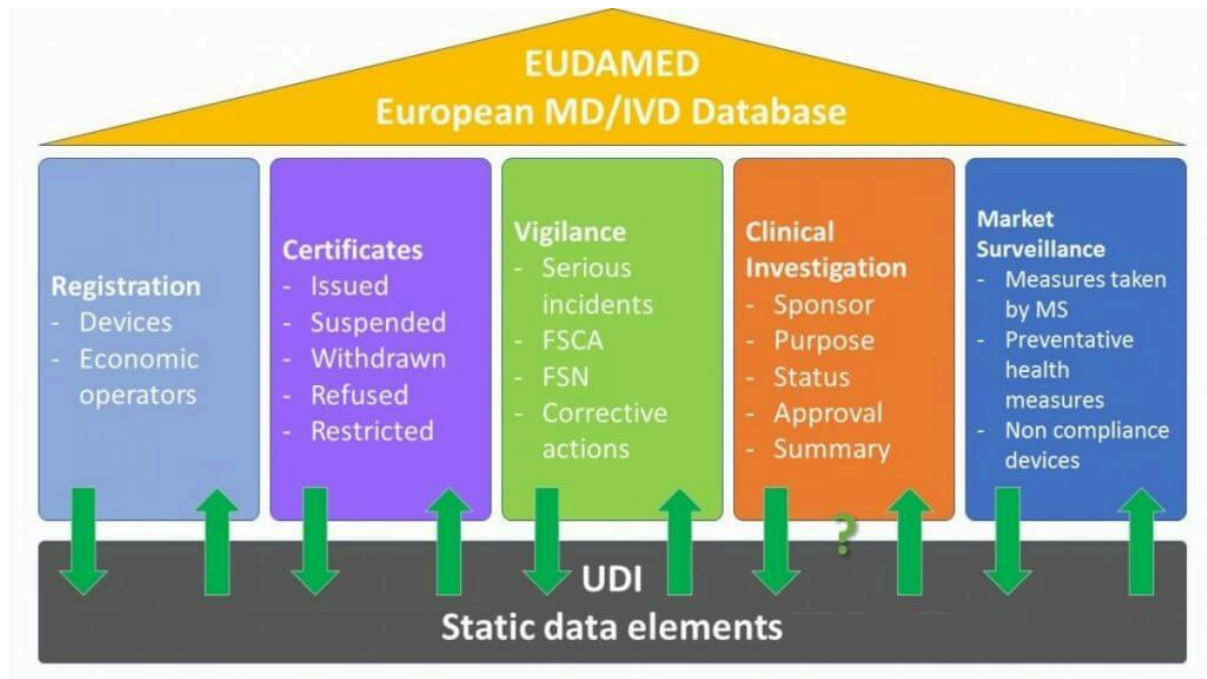 EUDAMED
European MD/IVD Database
Registration
- Devices
- Economic
operators
Certificates
- Issued
- Suspended
- Withdrawn
- Refused
- Restricted
Vigilance
- Serious
incidents
- FSCA
- FSN
- Corrective
actions
Clinical
Investigation
- Sponsor
- Purpose
- Status
- Approval
- Summary
Market
Surveillance
- Measures taken
by MS
- Preventative
health
measures
- Non compliance
devices
?
UDI
Static data elements